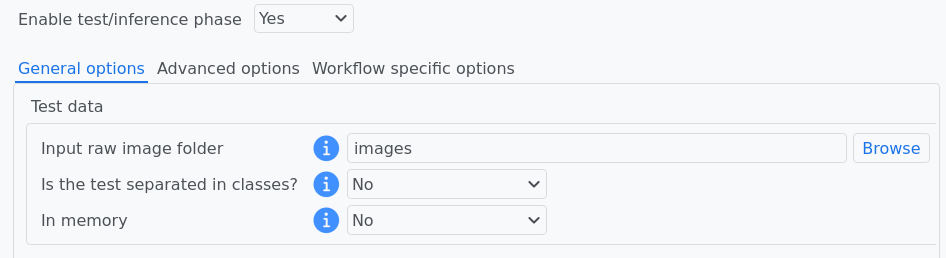 Enable test/inference phase Yes
General options Advanced options Workflow specific options
Test data
Input raw image folder i images Browse
Is the test separated in classes? i No
In memory i No